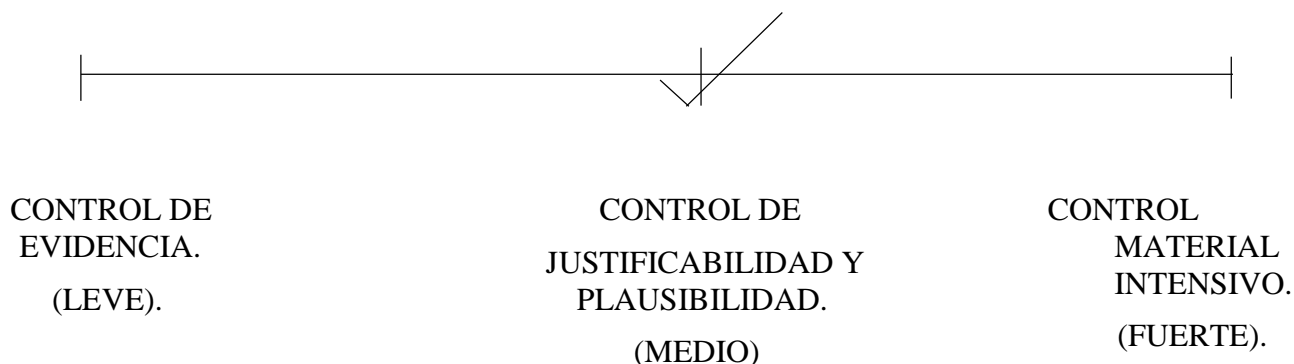 CONTROL DE
EVIDENCIA.
(LEVE).
CONTROL DE
JUSTIFICABILIDAD Y
PLAUSIBILIDAD.
(MEDIO)
CONTROL
MATERIAL
INTENSIVO.
(FUERTE).